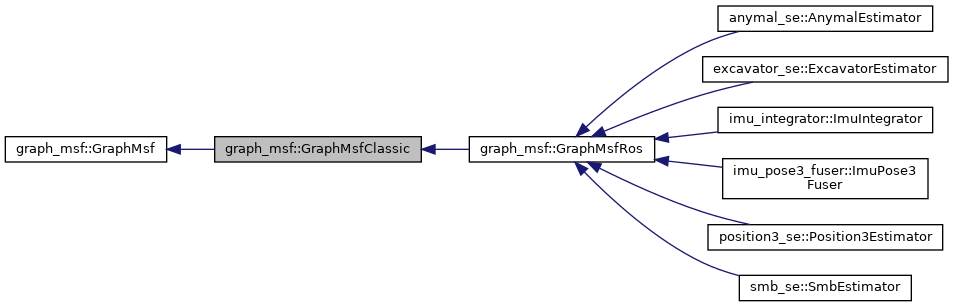 anymal_se::AnymalEstimator
excavator_se::ExcavatorEstimator
imu_integrator::ImuIntegrator
graph_msf::GraphMsf
graph_msf::GraphMsfClassic
graph_msf::GraphMsfRos
imu_pose3_fuser::ImuPose3
Fuser
position3_se::Position3Estimator
smb_se::SmbEstimator